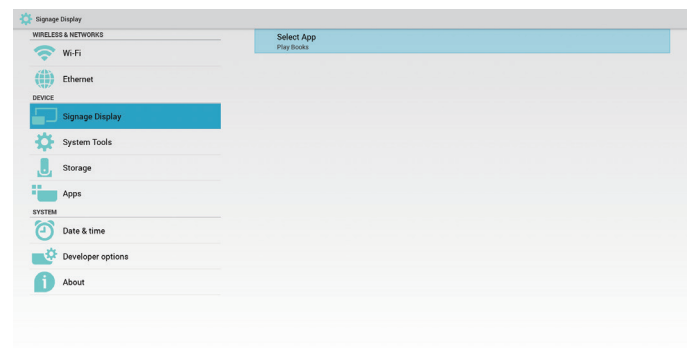 Signage Display
WIRELESS & NETWORKS
Wi-Fi
Ethernet
DEVICE
Signage Display
System Tools
Storage
Apps
SYSTEM
Date & time
Developer options
About
Select App
Play Books